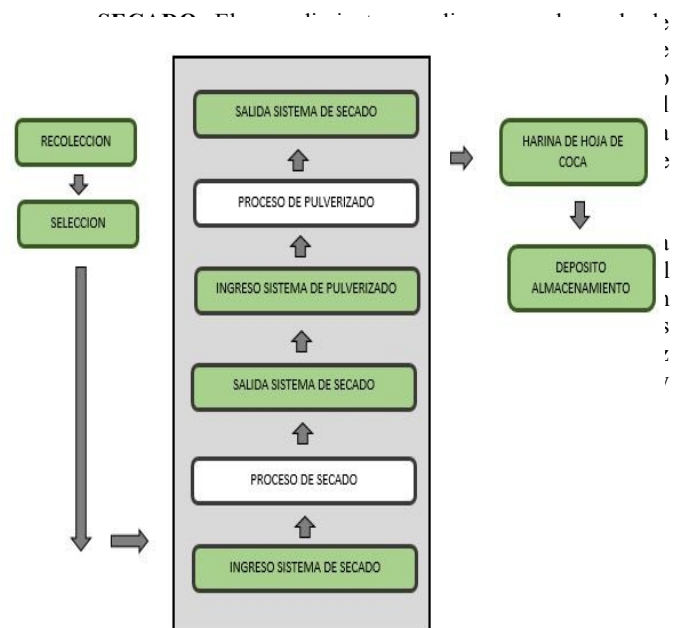 SECADO
RECOLECCION
SELECCION
SALIDA SISTEMA DE SECADO
PROCESO DE PULVERIZADO
INGRESO SISTEMA DE PULVERIZADO
SALIDA SISTEMA DE SECADO
PROCESO DE SECADO
INGRESO SISTEMA DE SECADO
HARINA DE HOJA DE
COCA
DEPOSITO
ALMACENAMIENTO